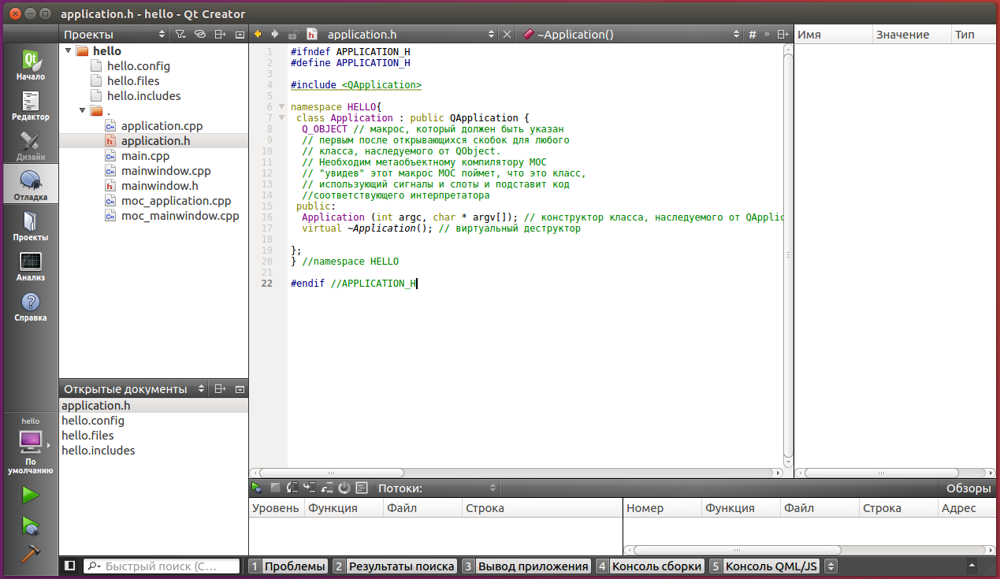 application.h - hello - Qt Creator
Проекты
application.h
~Application()
#
»
Имя
Значение
Тип
Начало
Редактор
Дизайн
Отладка
Проекты
Анализ
Справка
hello
По
умолчанию
hello
hello.config
hello.files
hello.includes
.
application.cpp
application.h
main.cpp
mainwindow.cpp
mainwindow.h
moc_application.cpp
moc_mainwindow.cpp
Открытые документы
application.h
hello.config
hello.files
hello.includes
1 #ifndef APPLICATION_H
2 #define APPLICATION_H
3
4 #include <QApplication>
5
6 namespace HELLO{
7 class Application : public QApplication {
8 Q_OBJECT // макрос, который должен быть указан
9 // первым после открывающихся скобок для любого
10 // класса, наследуемого от QObject.
11 // Необходим метаобъектному компилятору MOC
12 // "увидев" этот макрос MOC поймет, что это класс,
13 // использующий сигналы и слоты и подставит код
14 //соответствующего интерпретатора
15 public:
16 Application (int argc, char * argv[]); // конструктор класса, наследуемого от QApplic
17 virtual ~Application(); // виртуальный деструктор
18
19 };
20 } //namespace HELLO
21
22 #endif //APPLICATION_H
Потоки:
Обзоры
Уровень
Функция
Файл
Строка
Номер
Функция
Файл
Строка
Адрес
Быстрый поиск (C...
1 Проблемы
2 Результаты поиска
3 Вывод приложения
4 Консоль сборки
5 Консоль QML/JS